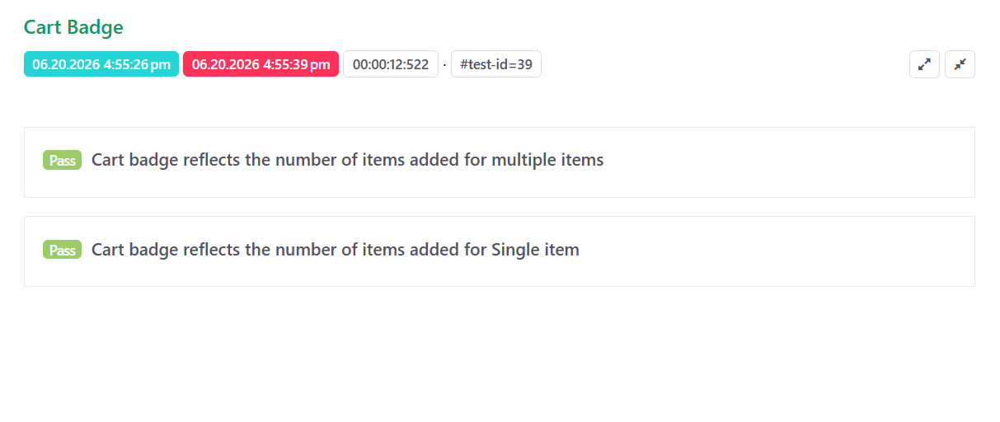 Cart Badge
06.20.2026 4:55:26 pm 06.20.2026 4:55:39 pm 00:00:12:522 · #test-id=39
Pass Cart badge reflects the number of items added for multiple items
Pass Cart badge reflects the number of items added for Single item